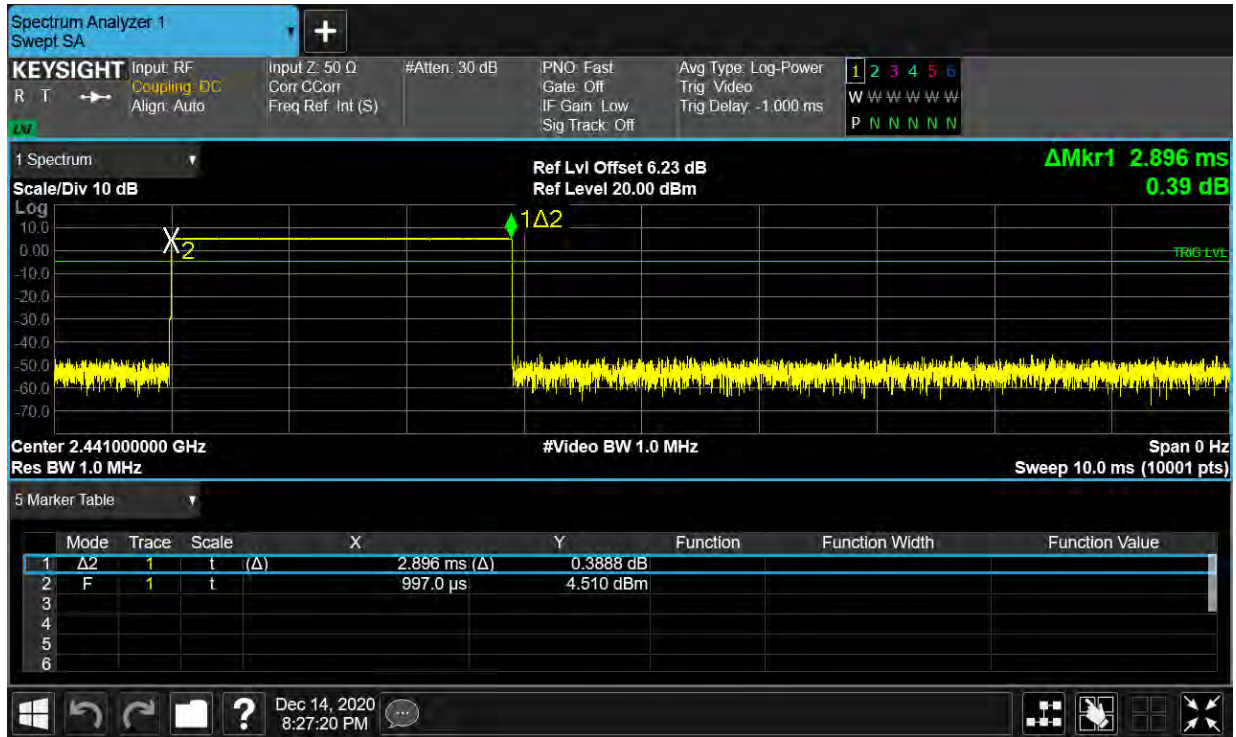 Spectrum Analyzer 1
Swept SA
+
KEYSIGHT Input: RF Input Z: 50 Ω #Atten: 30 dB PNO: Fast Avg Type: Log-Power 1 2 3 4 5 6
R T Coupling: DC Corr CCorr Gate: Off Trig: Video W W W W W W
Align: Auto Freq Ref: Int (S) IF Gain: Low Trig Delay: -1.000 ms
LXI Sig Track: Off P N N N N N
1 Spectrum Ref Lvl Offset 6.23 dB ΔMkr1 2.896 ms
Scale/Div 10 dB Ref Level 20.00 dBm 0.39 dB
Log
10.0 1Δ2
0.00 2 TRIG LVL
-10.0
-20.0
-30.0
-40.0
-50.0
-60.0
-70.0
Center 2.441000000 GHz #Video BW 1.0 MHz Span 0 Hz
Res BW 1.0 MHz Sweep 10.0 ms (10001 pts)
5 Marker Table
Mode Trace Scale X Y Function Function Width Function Value
1 Δ2 1 t (Δ) 2.896 ms (Δ) 0.3888 dB
2 F 1 t 997.0 µs 4.510 dBm
3
4
5
6
? Dec 14, 2020
8:27:20 PM